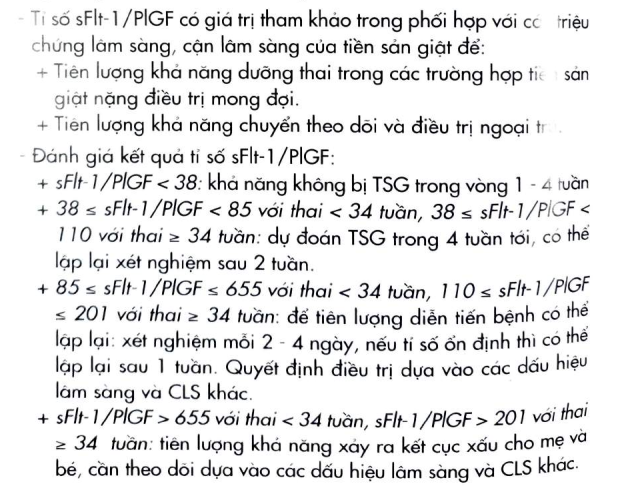 - Tỉ số sFlt-1/PlGF có giá trị tham khảo trong phối hợp với triệu
chứng lâm sàng, cận lâm sàng của tiền sản giật để:
+ Tiên lượng khả năng dưỡng thai trong các trường hợp sản
giật nặng điều trị mong đợi.
+ Tiên lượng khả năng chuyển theo dõi và điều trị ngoại
- Đánh giá kết quả tỉ số sFlt-1/PlGF:
+ sFlt-1/PlGF < 38: khả năng không bị TSG trong vòng 1 - 4 tuần
+ 38 ≤ sFlt-1/PlGF < 85 với thai < 34 tuần, 38 ≤ sFlt-1/PlGF <
110 với thai ≥ 34 tuần: dự đoán TSG trong 4 tuần tới, có thể
lập lại xét nghiệm sau 2 tuần.
+ 85 ≤ sFlt-1/PlGF ≤ 655 với thai < 34 tuần, 110 ≤ sFlt-1/PlGF
≤ 201 với thai ≥ 34 tuần: để tiên lượng diễn tiến bệnh có thể
lập lại: xét nghiệm mỗi 2 - 4 ngày, nếu tỉ số ổn định thì có thể
lập lại sau 1 tuần. Quyết định điều trị dựa vào các dấu hiệu
lâm sàng và CLS khác.
+ sFlt-1/PlGF > 655 với thai < 34 tuần, sFlt-1/PlGF > 201 với thai
≥ 34 tuần: tiên lượng khả năng xảy ra kết cục xấu cho mẹ và
bé, cần theo dõi dựa vào các dấu hiệu lâm sàng và CLS khác.